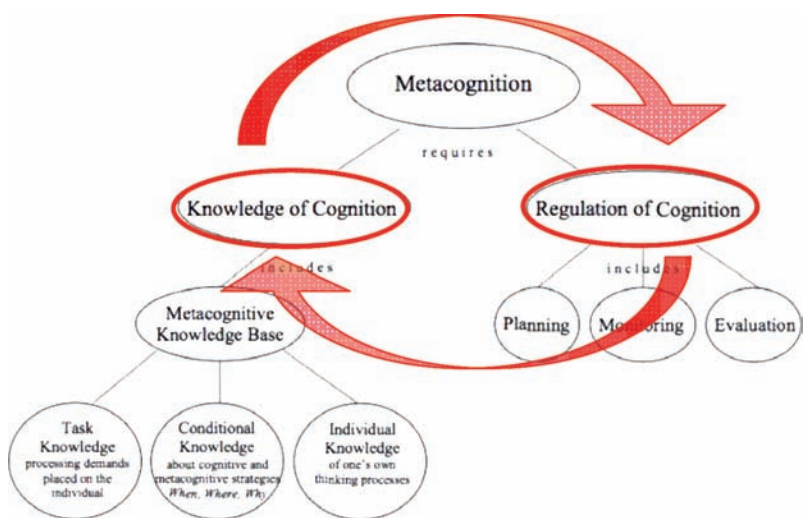 Metacognition
requires
Knowledge of Cognition
Regulation of Cognition
includes
includes
Metacognitive
Knowledge Base
Planning
Monitoring
Evaluation
Task
Knowledge
processing demands
placed on the
individual
Conditional
Knowledge
about cognitive and
metacognitive strategies
When, Where, Why
Individual
Knowledge
of one's own
thinking processes